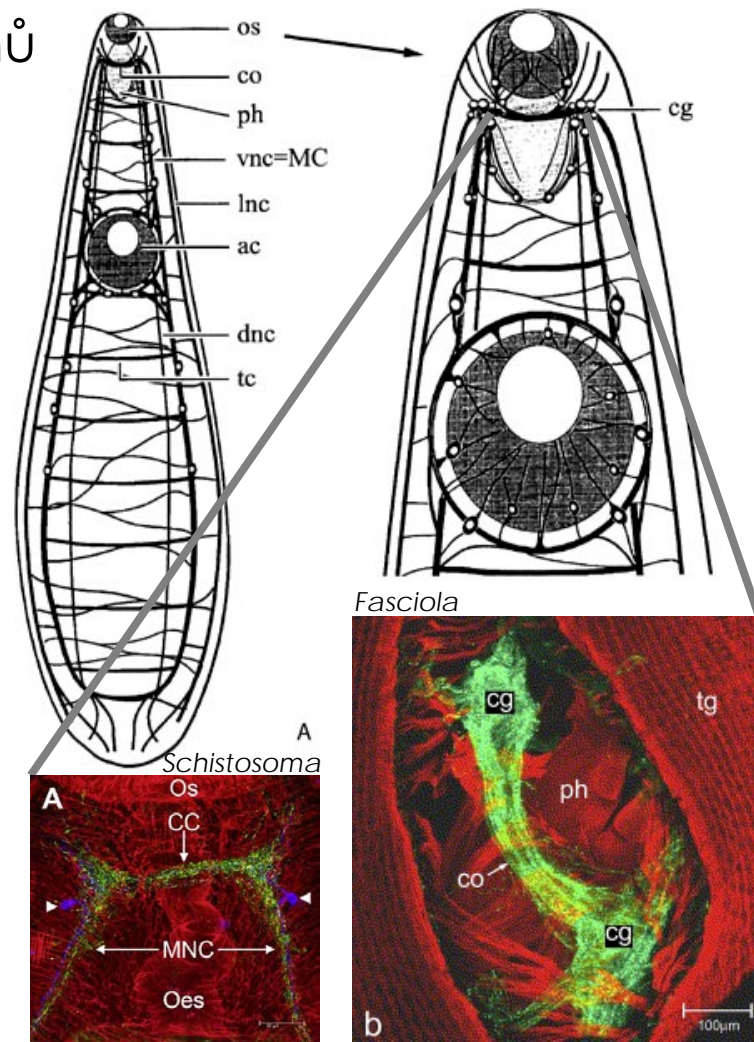 ů
os
co
ph
vnc=MC
lnc
ac
dnc
tc
cg
A
Fasciola
Schistosoma
A
Os
CC
MNC
Oes
cg
tg
ph
co
cg
b
100µm